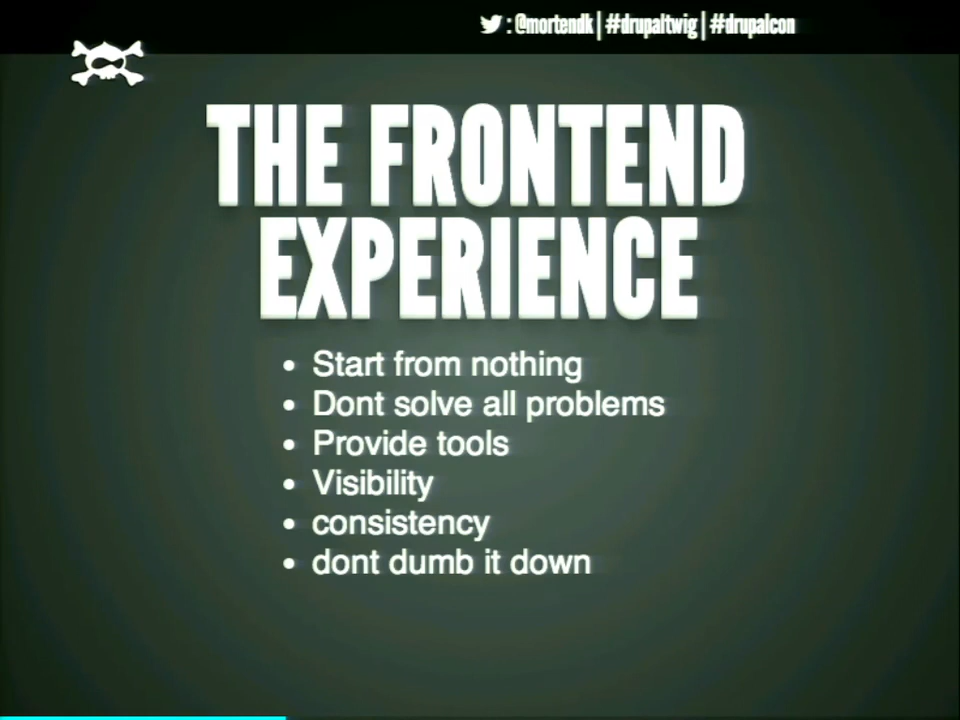 : @mortendk | #drupaltwig | #drupalcon
THE FRONTEND
EXPERIENCE
• Start from nothing
• Dont solve all problems
• Provide tools
• Visibility
• consistency
• dont dumb it down